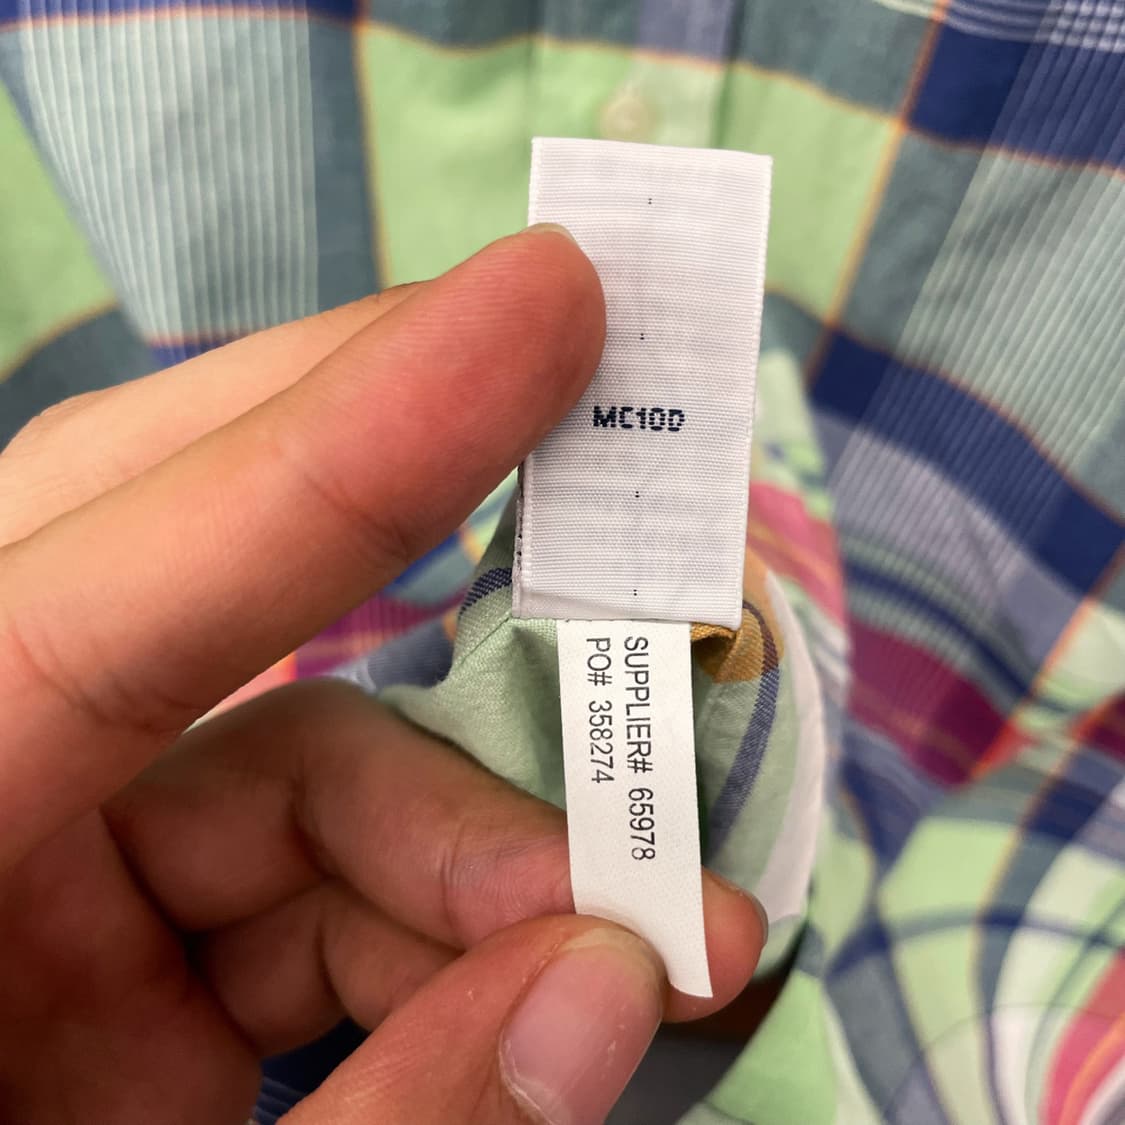 MC10D
SUPPLIER# 65978
PO# 358274